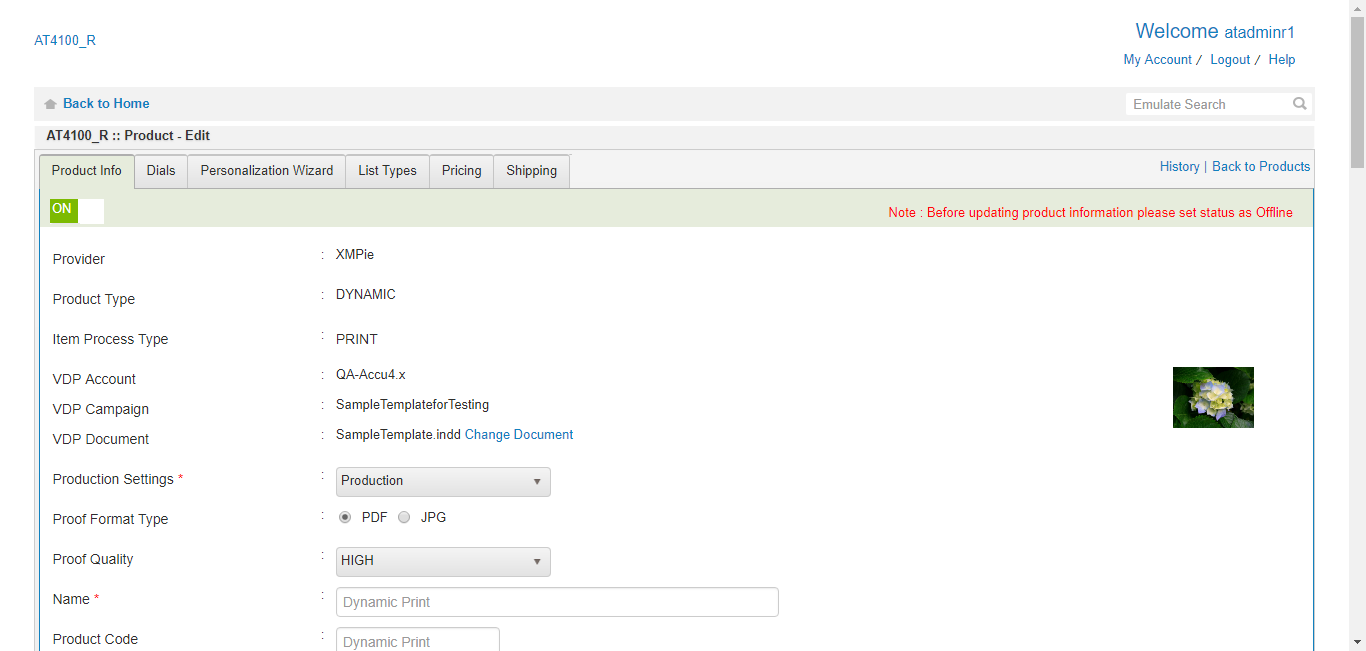 Welcome atadminr1
AT4100_R
My Account / Logout / Help
Back to Home
Emulate Search
AT4100_R :: Product - Edit
Product Info Dials Personalization Wizard List Types Pricing Shipping
History | Back to Products
ON
Note : Before updating product information please set status as Offline
Provider : XMPie
Product Type : DYNAMIC
Item Process Type : PRINT
VDP Account : QA-Accu4.x
VDP Campaign : SampleTemplateforTesting
VDP Document : SampleTemplate.indd Change Document
Production Settings * : Production
Proof Format Type : PDF JPG
Proof Quality : HIGH
Name * : Dynamic Print
Product Code : Dynamic Print